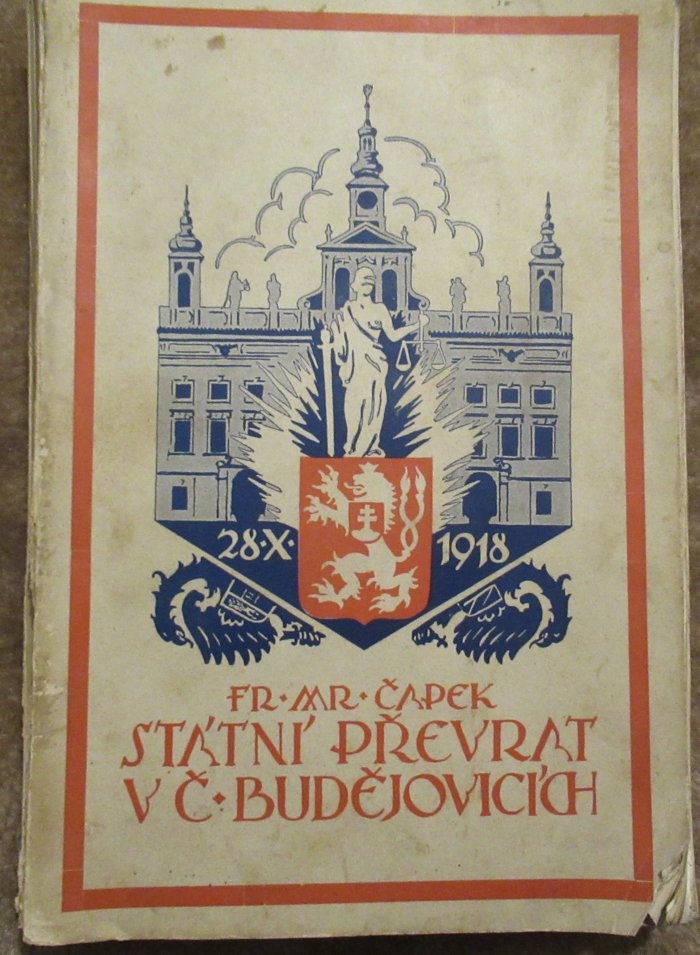 28·X· 1918
FR·MR·ČAPEK
STÁTNÍ PŘEVRAT
V Č·BUDĚJOVICÍCH